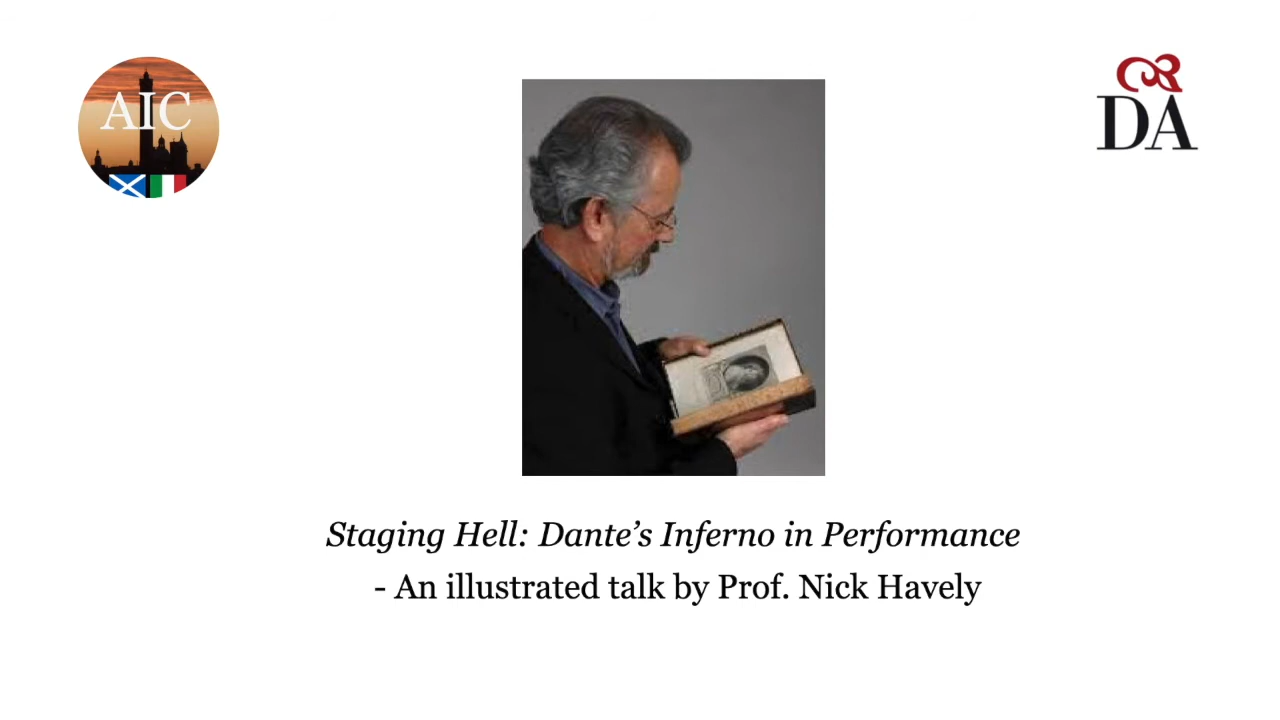 AIC
DA
Staging Hell: Dante’s Inferno in Performance
- An illustrated talk by Prof. Nick Havely